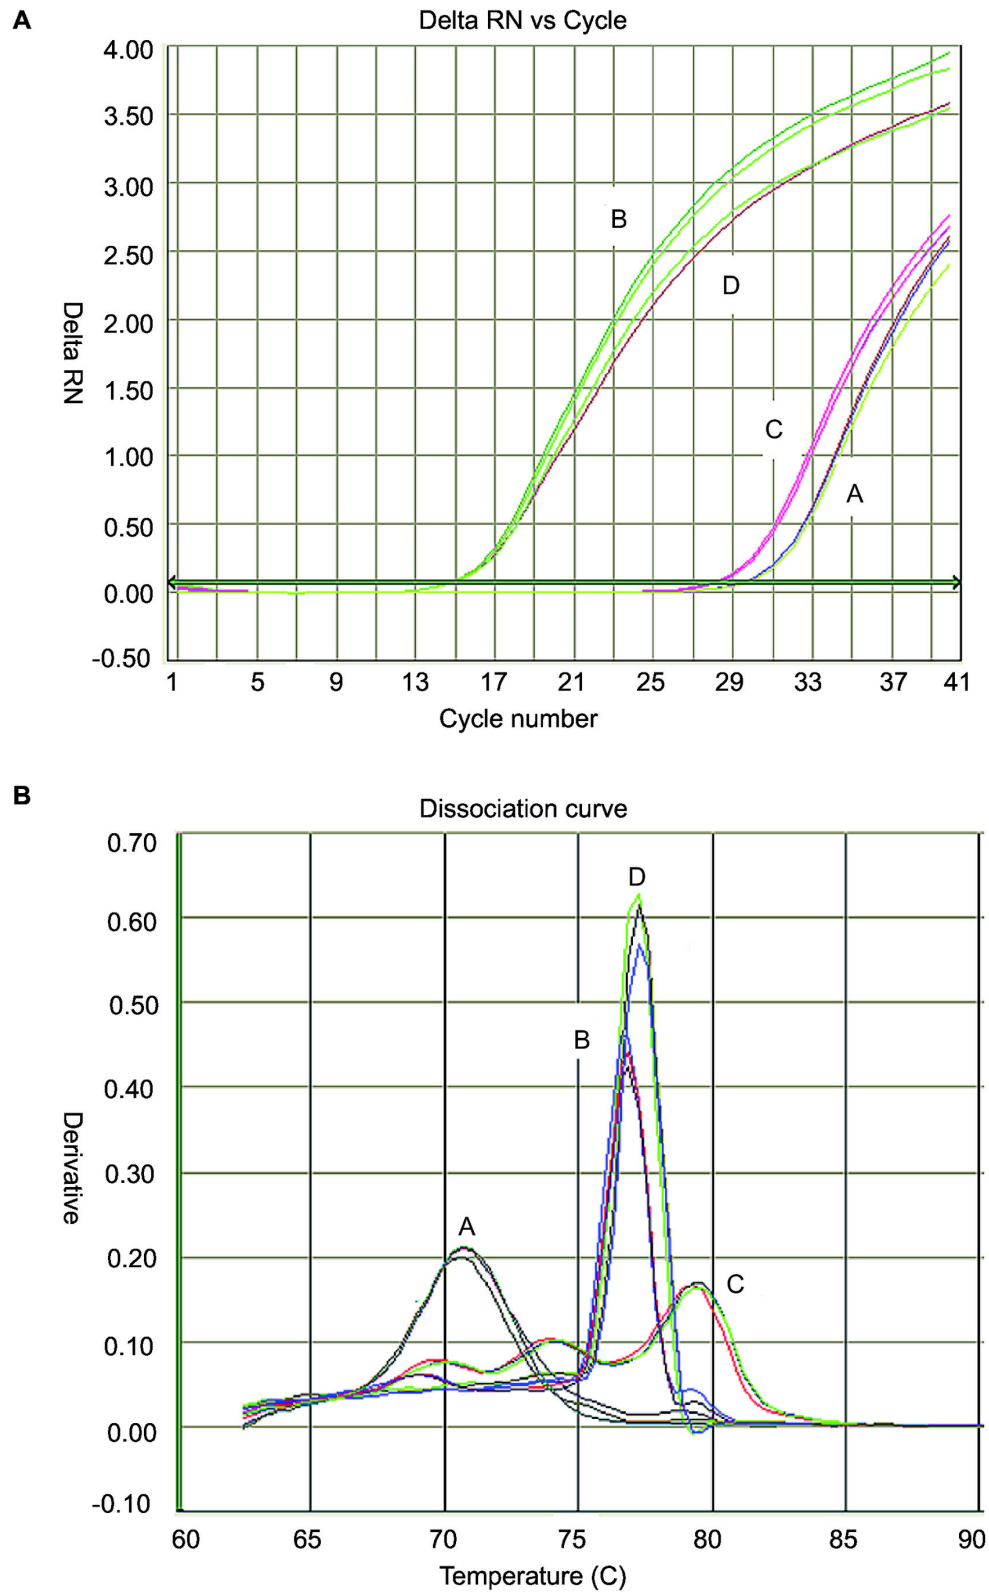 A
Delta RN vs Cycle
4.00
3.50
3.00
2.50
2.00
1.50
1.00
0.50
0.00
-0.50
Delta RN
B
D
C
A
1 5 9 13 17 21 25 29 33 37 41
Cycle number
B
Dissociation curve
0.70
0.60
0.50
0.40
0.30
0.20
0.10
0.00
-0.10
Derivative
D
B
A
C
60 65 70 75 80 85 90
Temperature (C)